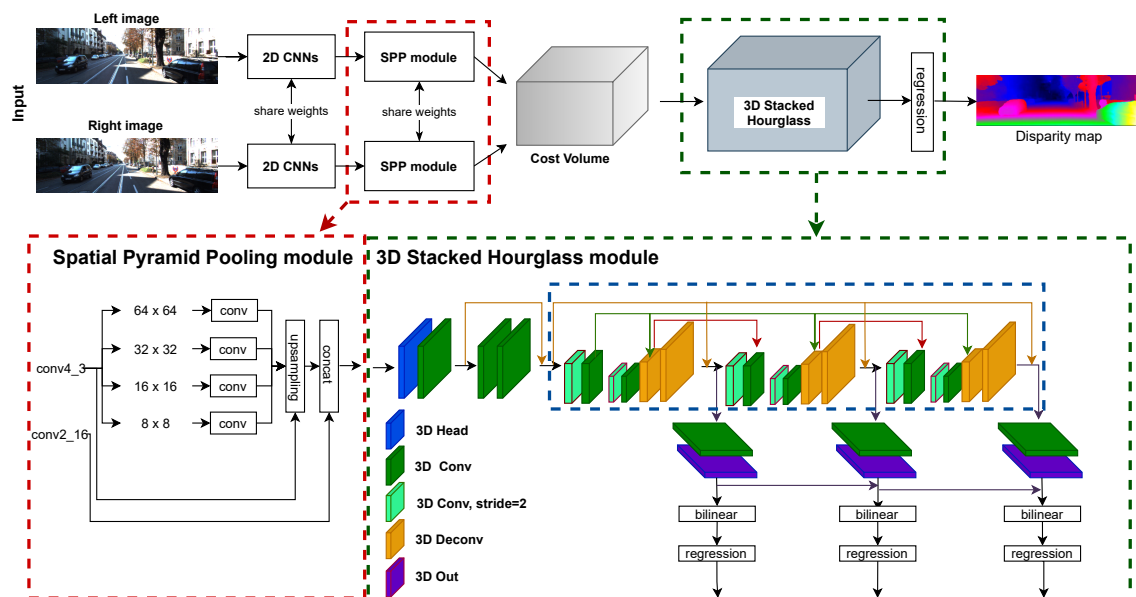 Left image
Input
2D CNNs
SPP module
share weights
share weights
Right image
2D CNNs
SPP module
Cost Volume
3D Stacked
Hourglass
regression
Disparity map
Spatial Pyramid Pooling module
64 x 64
conv
32 x 32
conv
conv4_3
16 x 16
conv
8 x 8
conv
conv2_16
upsampling
concat
3D Stacked Hourglass module
3D Head
3D Conv
3D Conv, stride=2
3D Deconv
3D Out
bilinear
bilinear
bilinear
regression
regression
regression